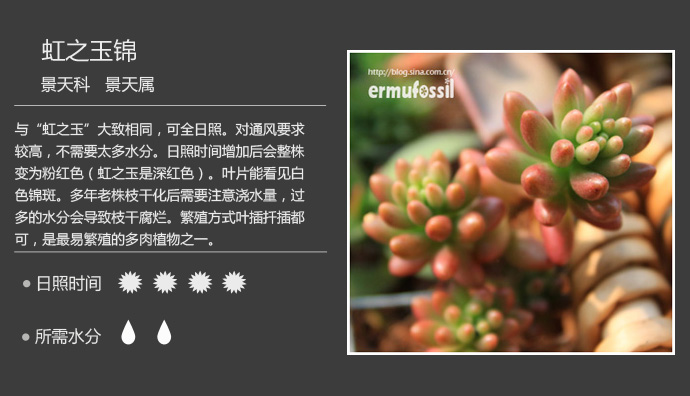 虹之玉锦
景天科 景天属
与“虹之玉”大致相同，可全日照。对通风要求
较高，不需要太多水分。日照时间增加后会整株
变为粉红色（虹之玉是深红色）。叶片能看见白
色锦斑。多年老株枝干化后需要注意浇水量，过
多的水分会导致枝干腐烂。繁殖方式叶插扦插都
可，是最易繁殖的多肉植物之一。
日照时间
所需水分
http://blog.sina.com.cn/
ermufossil